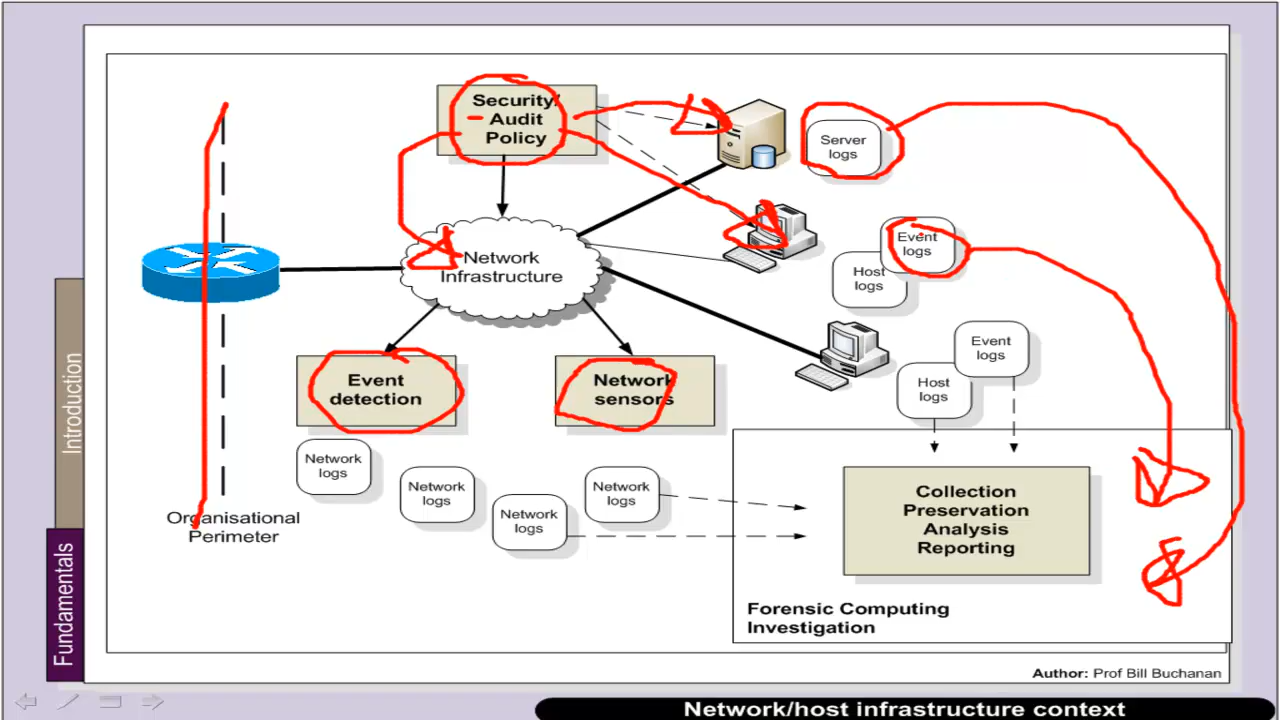 Security/
Audit
Policy
Server
logs
Event
logs
Host
logs
Network
Infrastructure
Event
logs
Host
logs
Event
detection
Network
sensors
Network
logs
Network
logs
Network
logs
Network
logs
Organisational
Perimeter
Collection
Preservation
Analysis
Reporting
Forensic Computing
Investigation
Introduction
Fundamentals
Author: Prof Bill Buchanan
Network/host infrastructure context